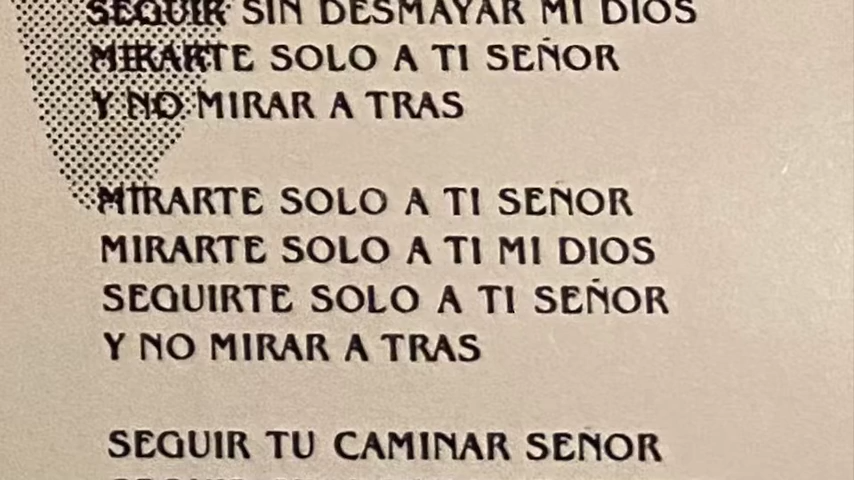 SEGUIR SIN DESMAYAR MI DIOS
MIRARTE SOLO A TI SEÑOR
Y NO MIRAR A TRAS
MIRARTE SOLO A TI SEÑOR
MIRARTE SOLO A TI MI DIOS
SEGUIRTE SOLO A TI SEÑOR
Y NO MIRAR A TRAS
SEGUIR TU CAMINAR SEÑOR